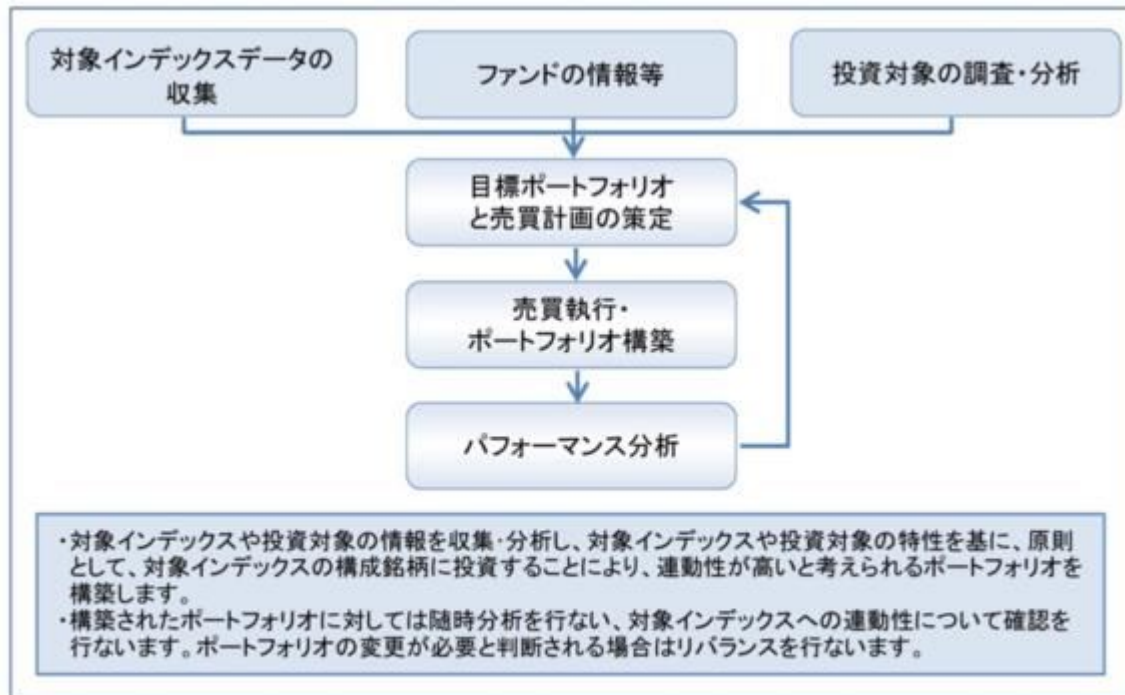 対象インデックスデータの
収集
ファンドの情報等
投資対象の調査・分析
目標ポートフォリオ
と売買計画の策定
売買執行・
ポートフォリオ構築
パフォーマンス分析
・対象インデックスや投資対象の情報を収集・分析し、対象インデックスや投資対象の特性を基に、原則
として、対象インデックスの構成銘柄に投資することにより、連動性が高いと考えられるポートフォリオを
構築します。
・構築されたポートフォリオに対しては随時分析を行ない、対象インデックスへの連動性について確認を
行ないます。ポートフォリオの変更が必要と判断される場合はリバランスを行ないます。